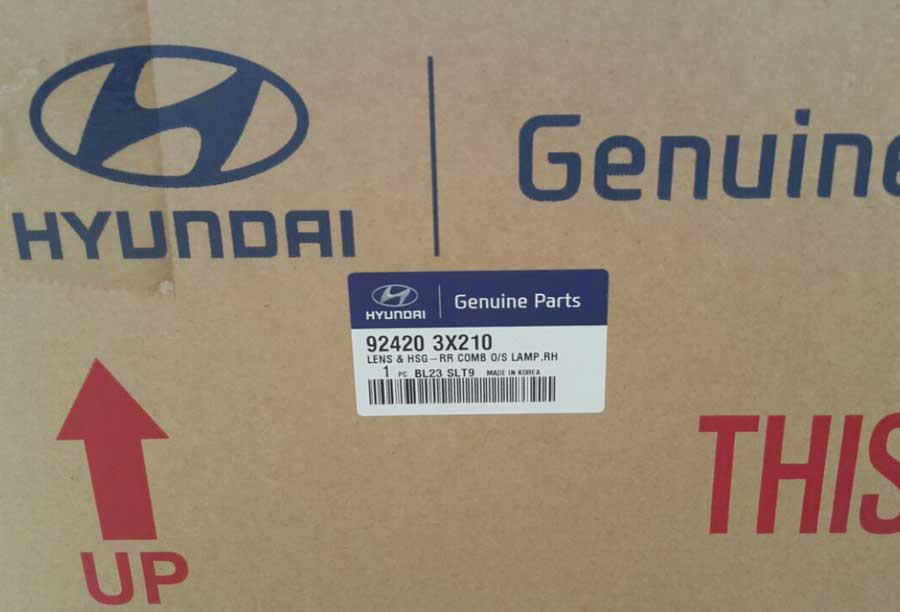 HYUNDAI
Genuine
HYUNDAI
Genuine Parts
92420 3X210
LENS & HSG-RR COMB O/S LAMP,RH
1 PC BL23 SLT9 MADE IN KOREA
THIS
UP